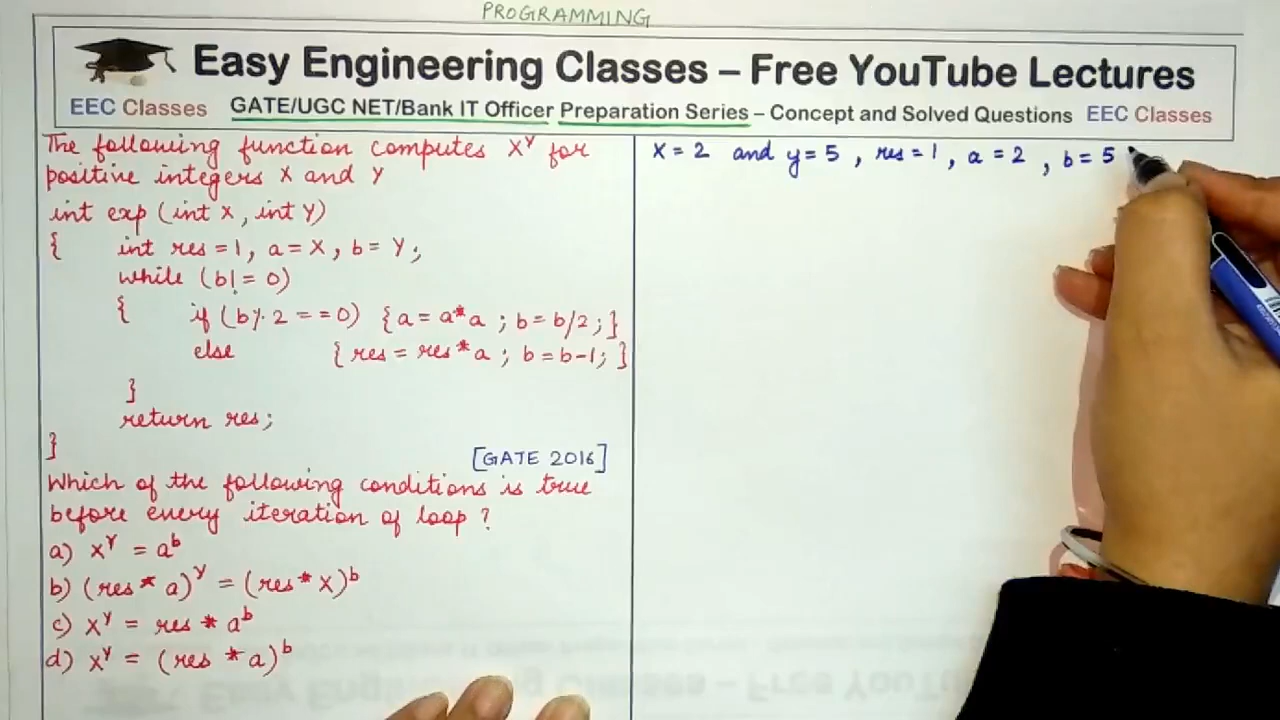 PROGRAMMING
Easy Engineering Classes – Free YouTube Lectures
EEC Classes GATE/UGC NET/Bank IT Officer Preparation Series – Concept and Solved Questions EEC Classes
The following function computes X^Y for
positive integers X and Y
int exp (int X, int Y)
{ int res = 1, a = X, b = Y;
while (b! = 0)
{ if (b % 2 = = 0) {a = a * a ; b = b/2; }
else { res = res * a ; b = b-1; }
}
return res;
}
[GATE 2016]
Which of the following conditions is true
before every iteration of loop ?
a) X^Y = a^b
b) (res * a)^Y = (res * X)^b
c) X^Y = res * a^b
d) X^Y = (res * a)^b
X = 2 and y = 5 , res = 1 , a = 2 , b = 5